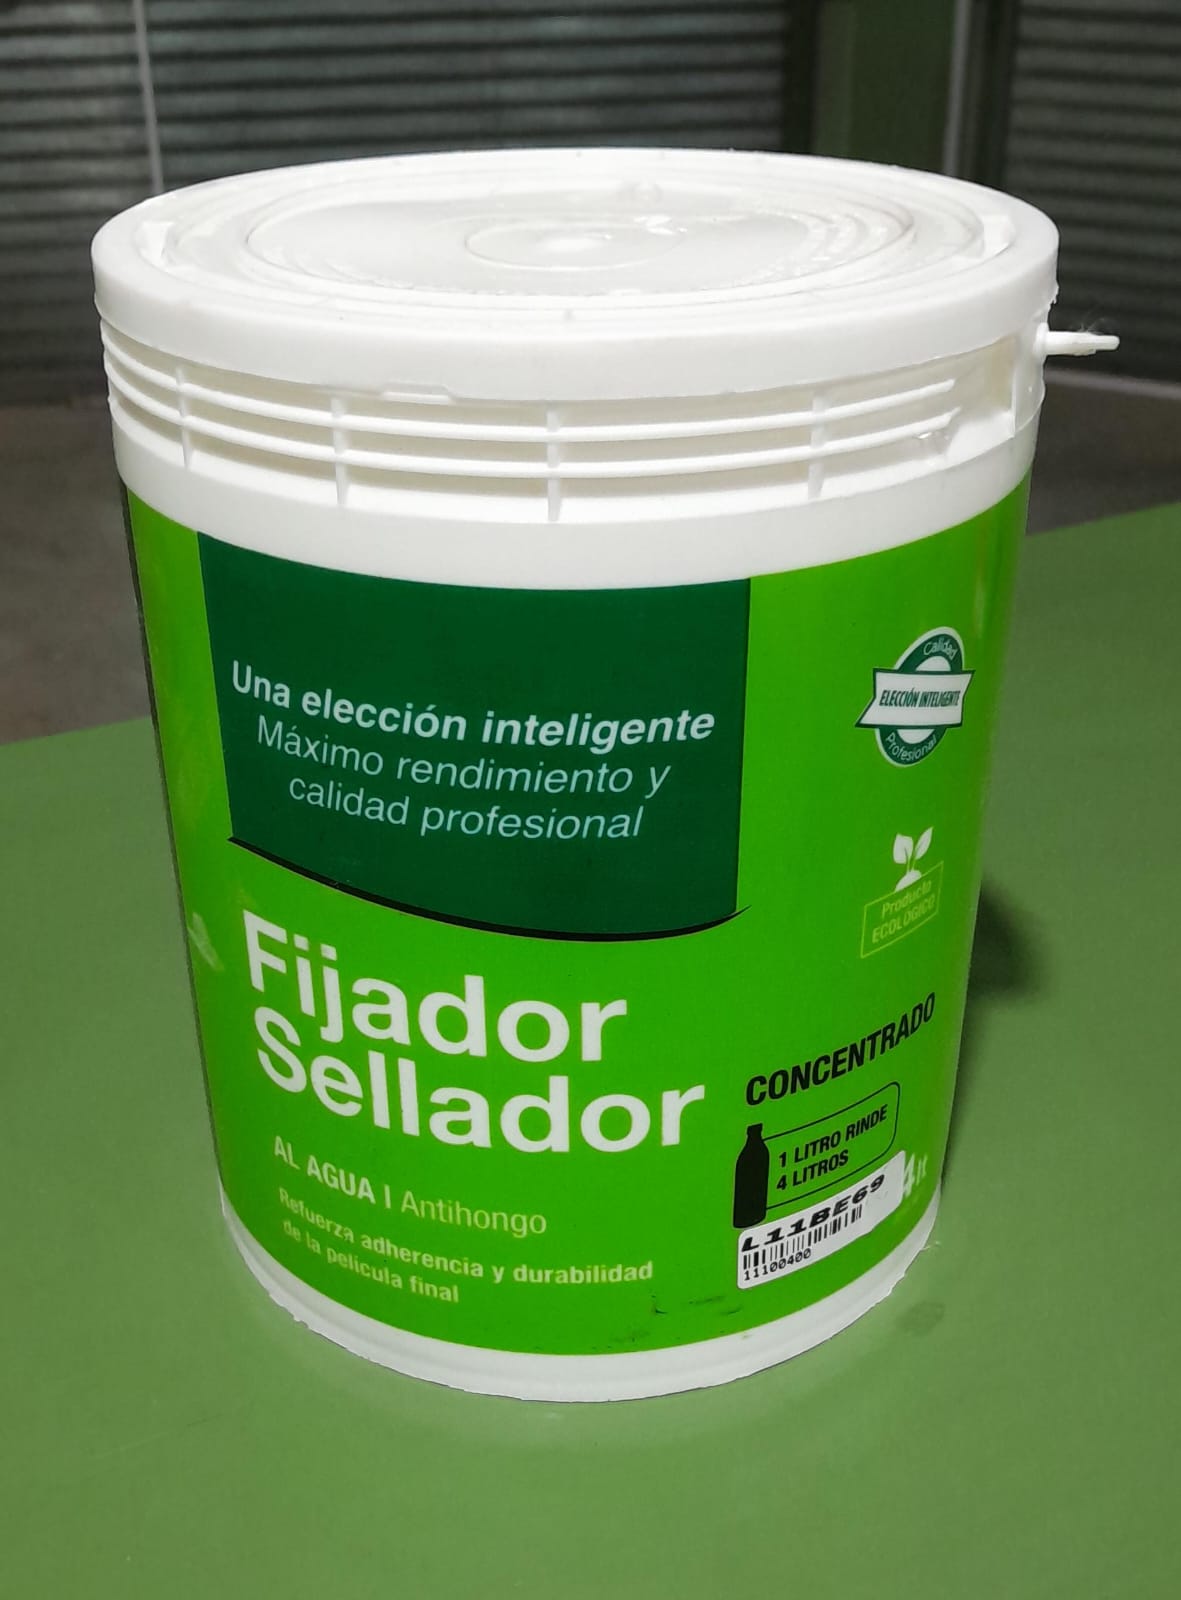 Una elección inteligente
Máximo rendimiento y
calidad profesional
Calidad
ELECCIÓN INTELIGENTE
Profesional
Producto
ECOLÓGICO
Fijador
Sellador
AL AGUA | Antihongo
Refuerza adherencia y durabilidad
de la película final
CONCENTRADO
1 LITRO RINDE
4 LITROS
4lt
L11BE69
11100400